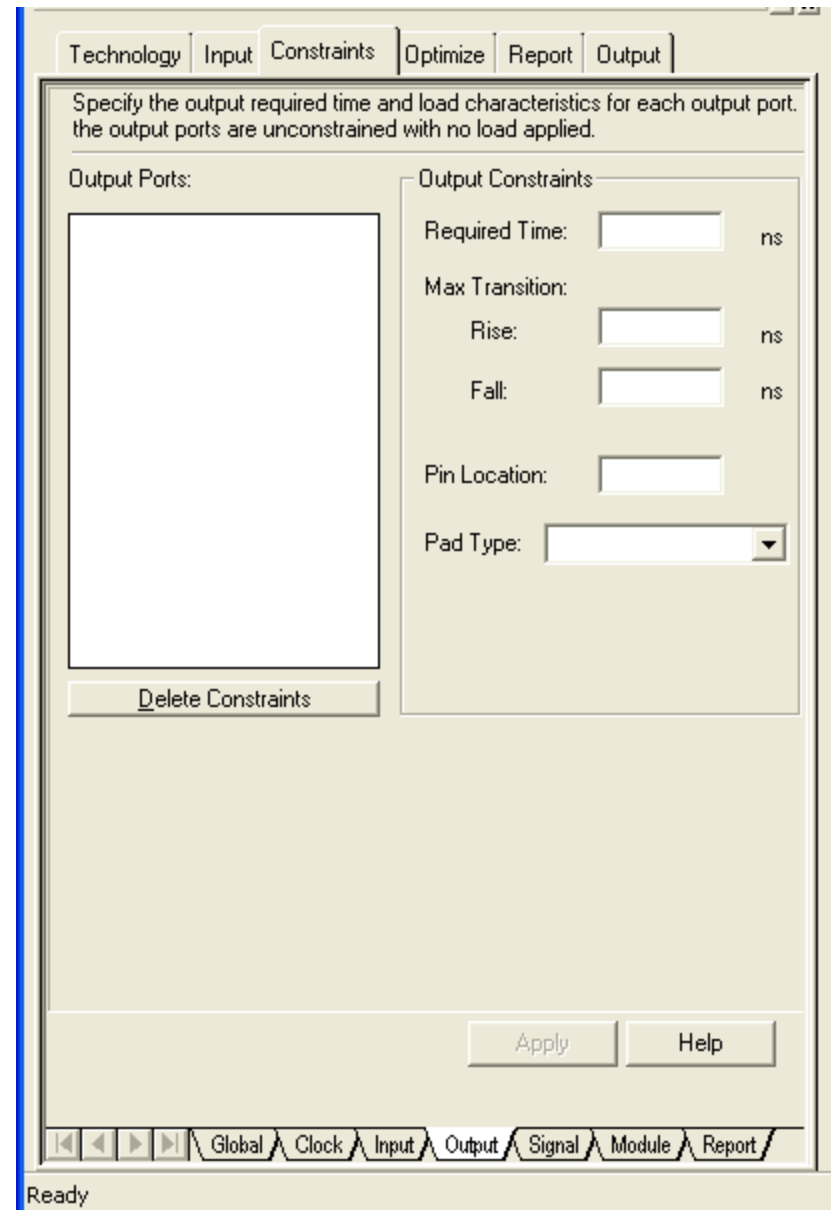 Technology Input Constraints Optimize Report Output
Specify the output required time and load characteristics for each output port.
the output ports are unconstrained with no load applied.
Output Ports:
Output Constraints
Required Time: ns
Max Transition:
Rise: ns
Fall: ns
Pin Location:
Pad Type:
Delete Constraints
Apply Help
Global Clock Input Output Signal Module Report
Ready